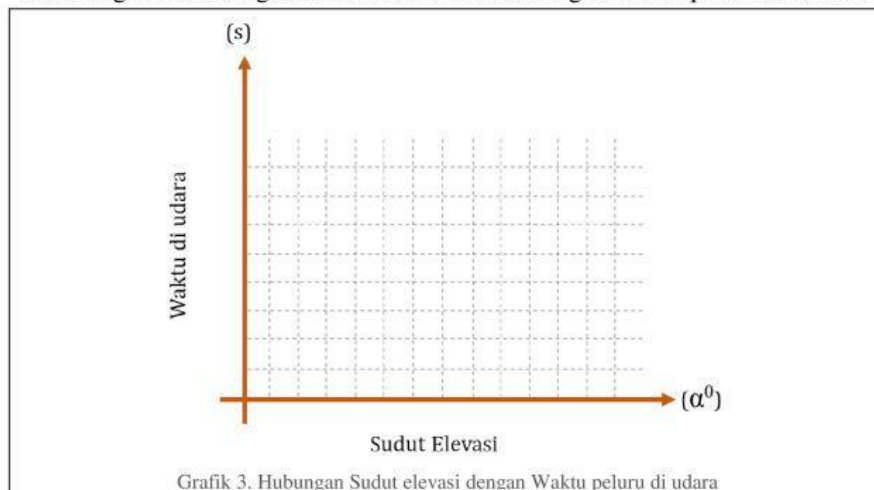 (s)
Waktu di udara
(α⁰)
Sudut Elevasi
Grafik 3. Hubungan Sudut elevasi dengan Waktu peluru di udara